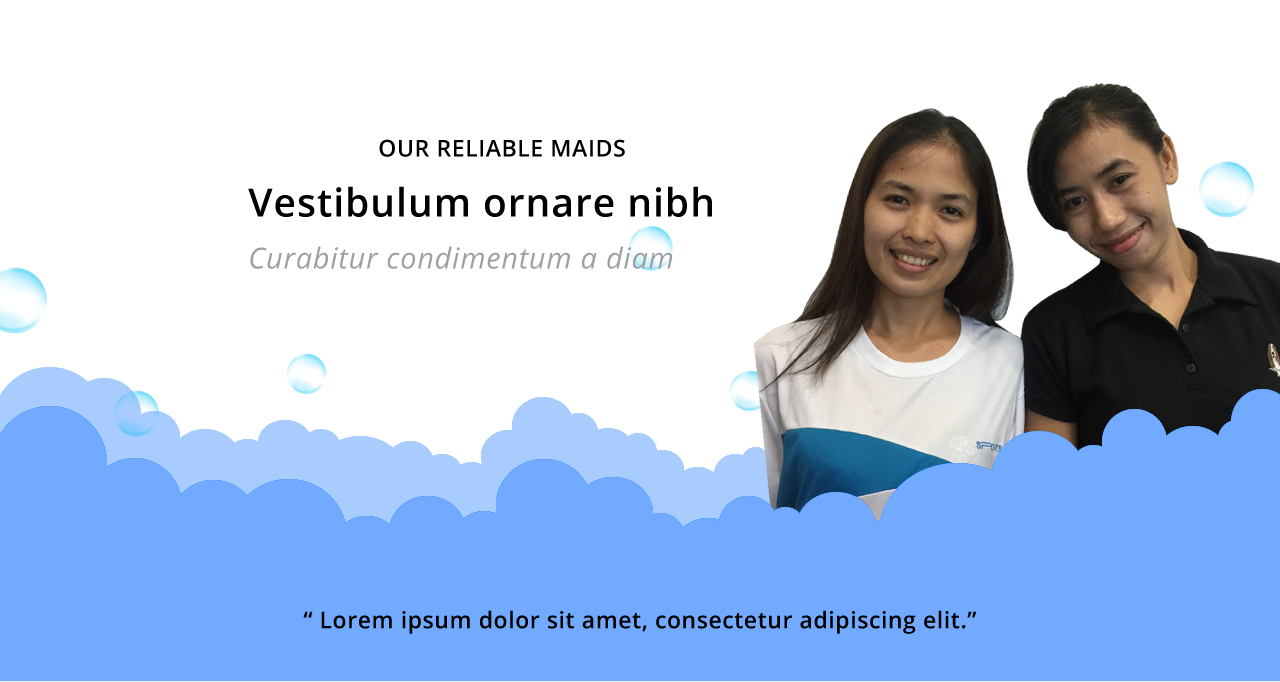 OUR RELIABLE MAIDS
Vestibulum ornare nibh
Curabitur condimentum a diam
“ Lorem ipsum dolor sit amet, consectetur adipiscing elit.”